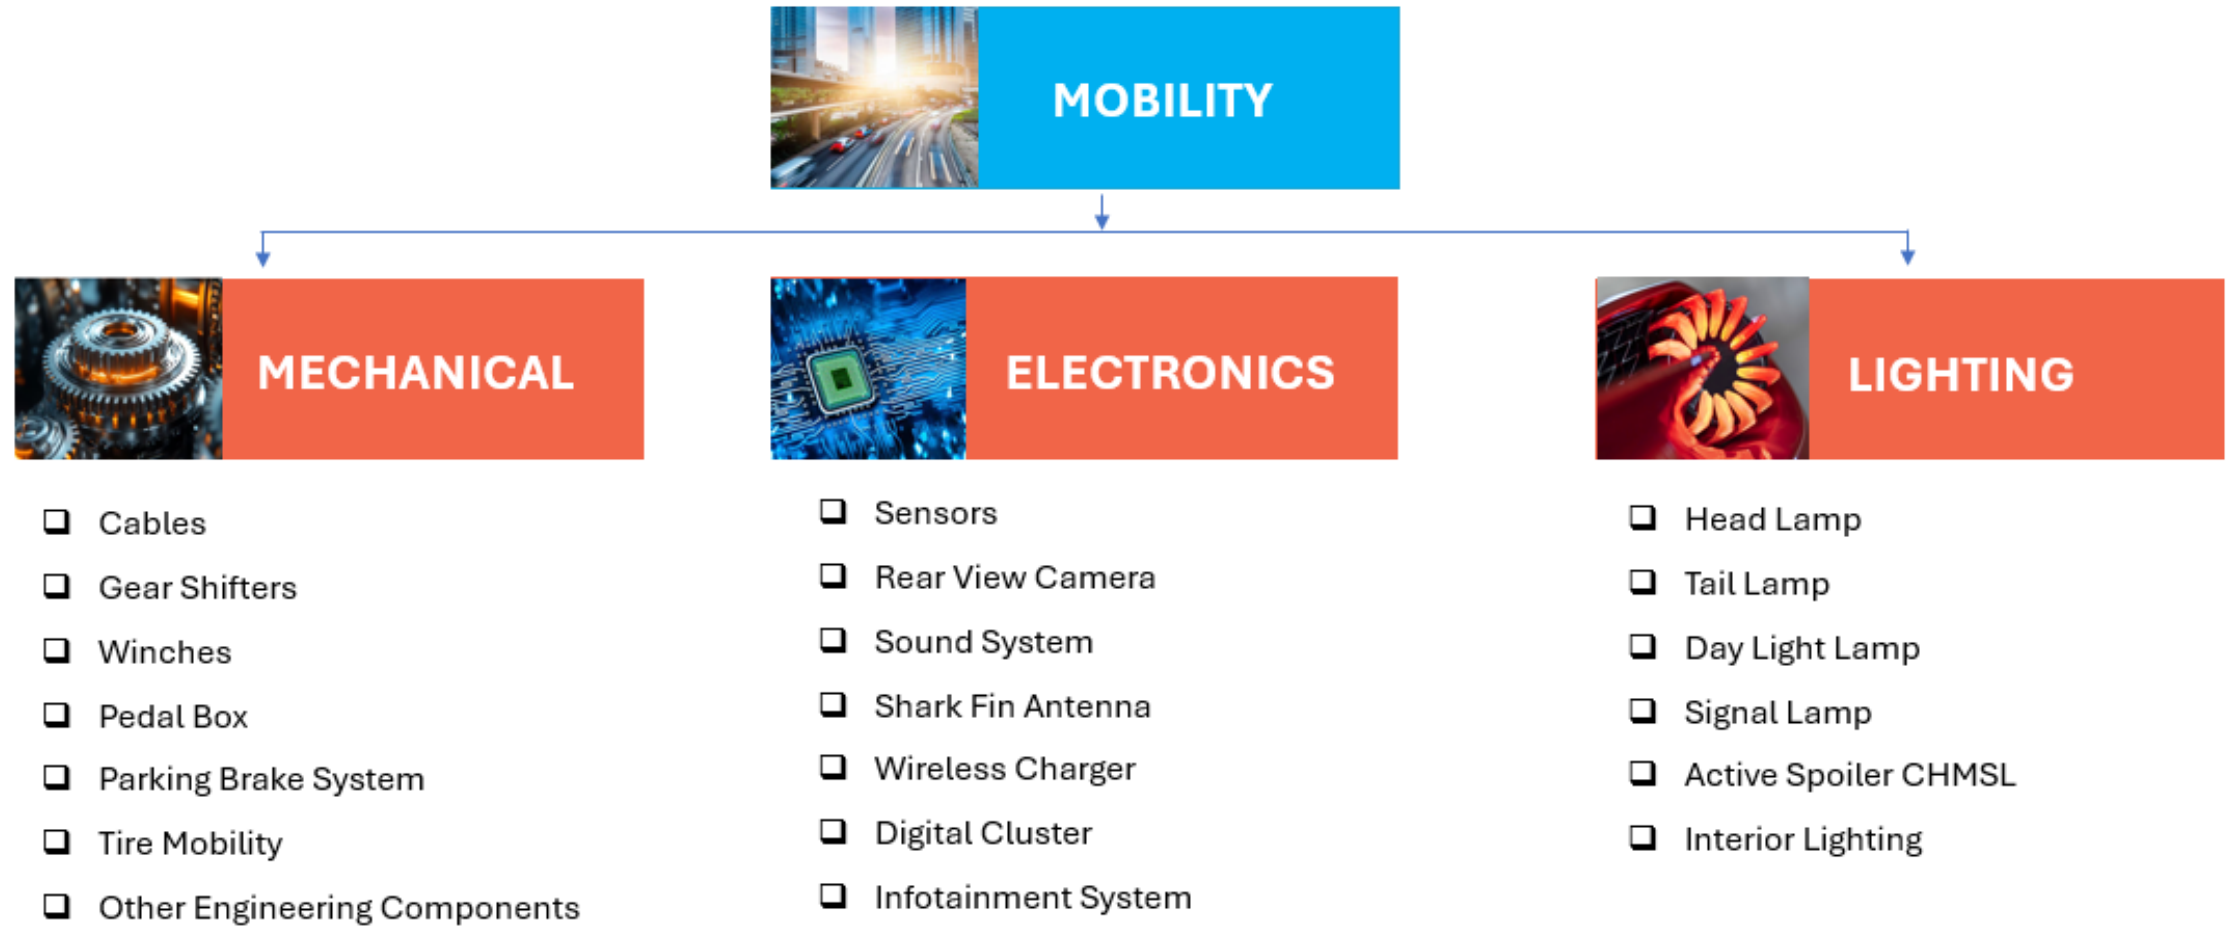 MOBILITY
MECHANICAL
Cables
Gear Shifters
Winches
Pedal Box
Parking Brake System
Tire Mobility
Other Engineering Components
ELECTRONICS
Sensors
Rear View Camera
Sound System
Shark Fin Antenna
Wireless Charger
Digital Cluster
Infotainment System
LIGHTING
Head Lamp
Tail Lamp
Day Light Lamp
Signal Lamp
Active Spoiler CHMSL
Interior Lighting